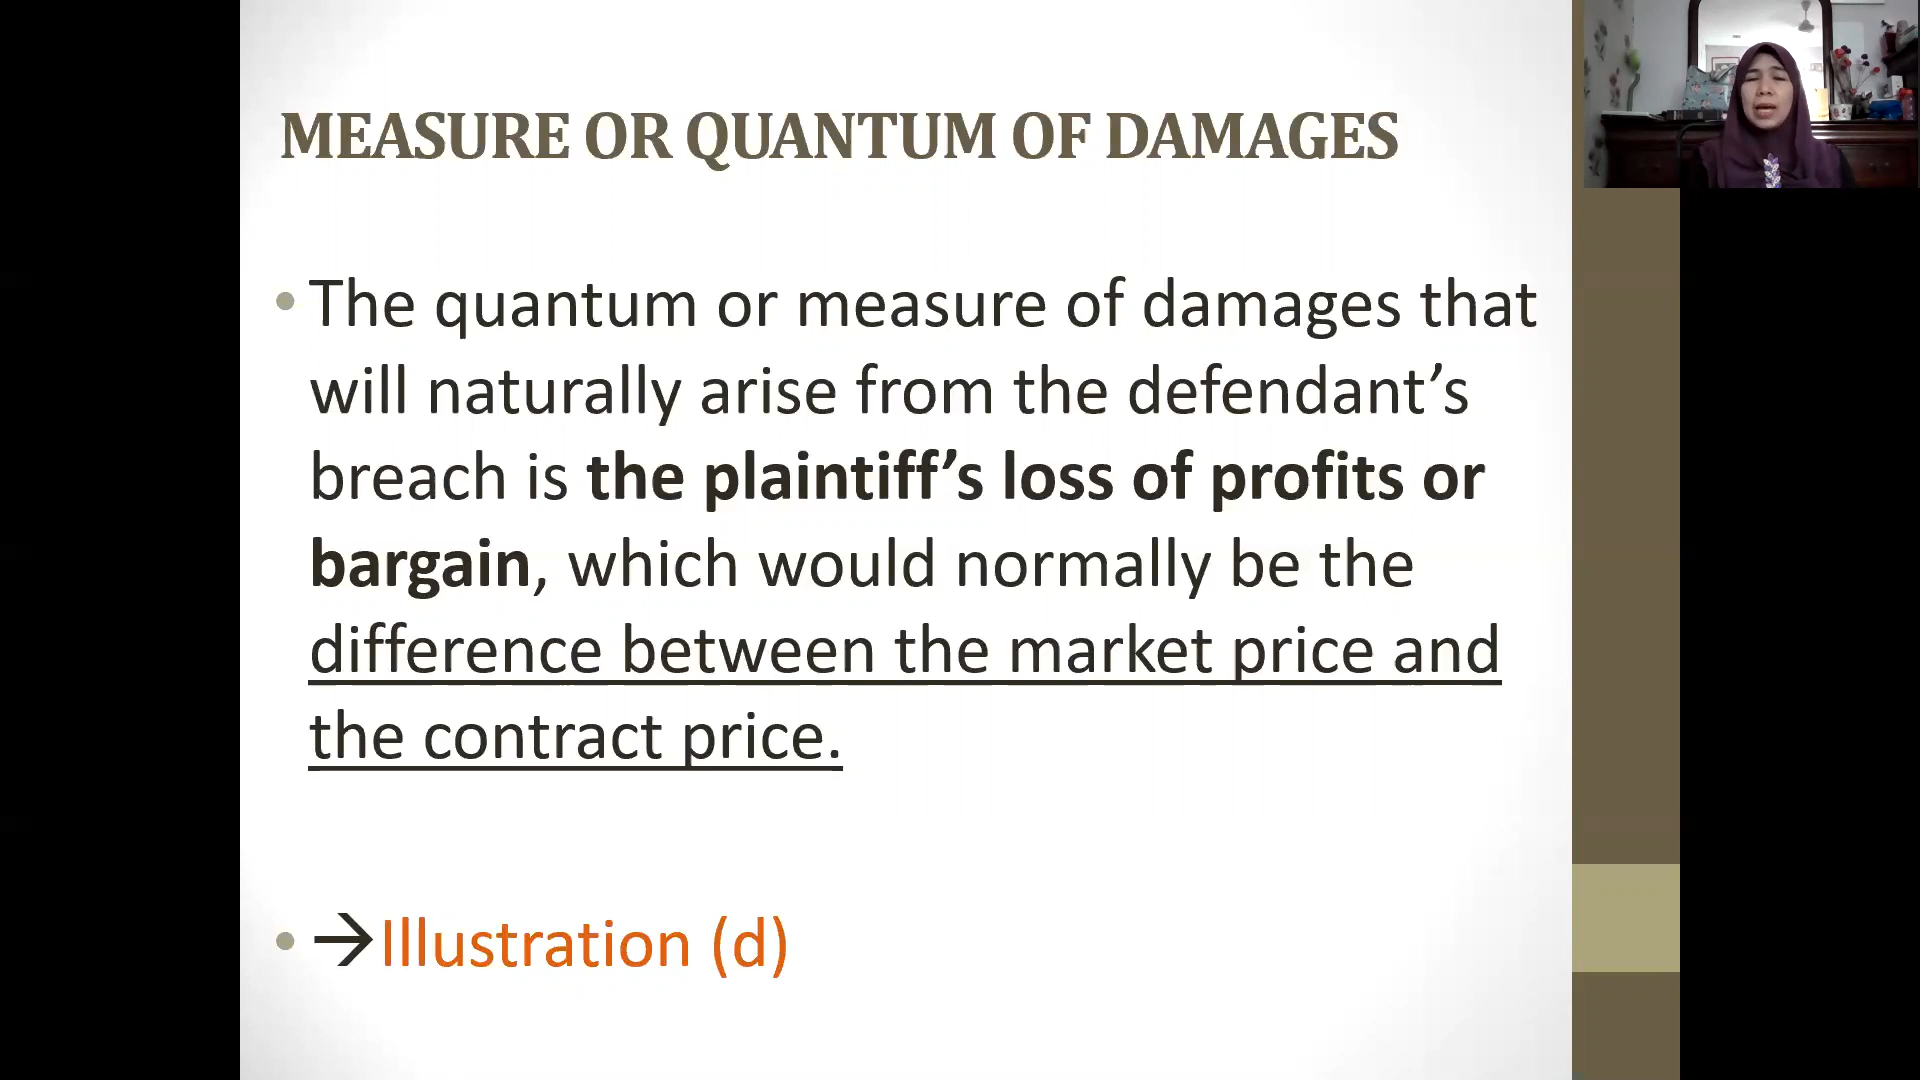 MEASURE OR QUANTUM OF DAMAGES
• The quantum or measure of damages that
will naturally arise from the defendant’s
breach is the plaintiff’s loss of profits or
bargain, which would normally be the
difference between the market price and
the contract price.
• →Illustration (d)